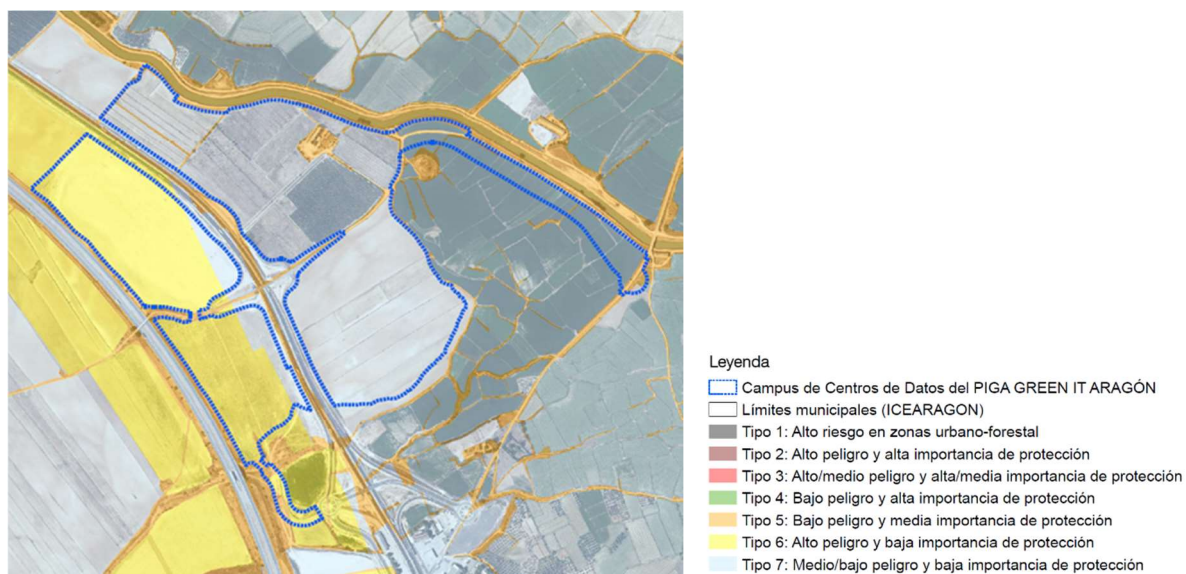 Leyenda
Campus de Centros de Datos del PIGA GREEN IT ARAGÓN
Límites municipales (ICEARAGON)
Tipo 1: Alto riesgo en zonas urbano-forestal
Tipo 2: Alto peligro y alta importancia de protección
Tipo 3: Alto/medio peligro y alta/media importancia de protección
Tipo 4: Bajo peligro y alta importancia de protección
Tipo 5: Bajo peligro y media importancia de protección
Tipo 6: Alto peligro y baja importancia de protección
Tipo 7: Medio/bajo peligro y baja importancia de protección